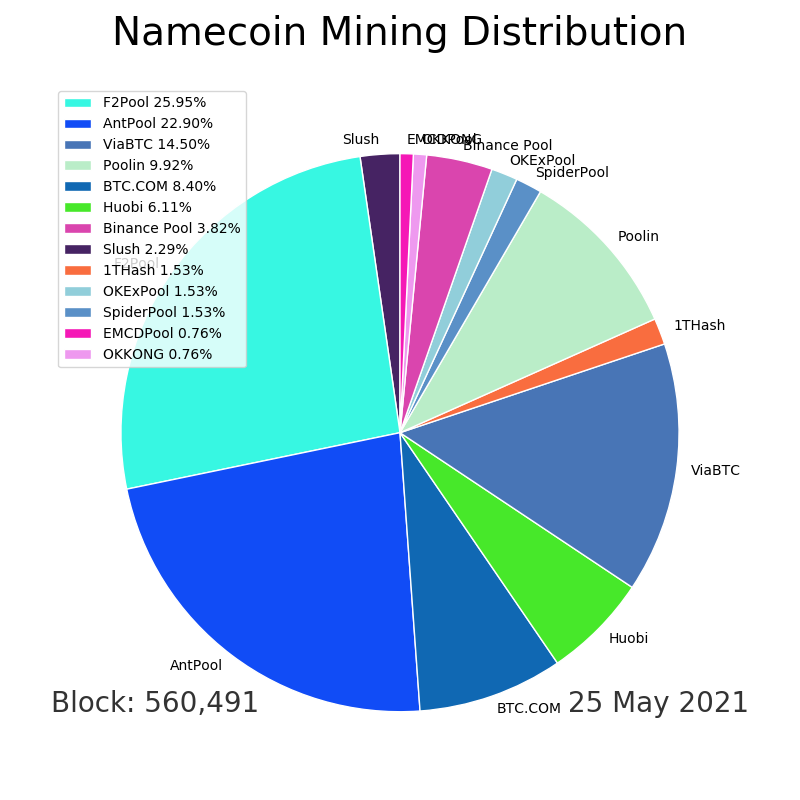 Namecoin Mining Distribution
F2Pool 25.95%
AntPool 22.90%
ViaBTC 14.50%
Poolin 9.92%
BTC.COM 8.40%
Huobi 6.11%
Binance Pool 3.82%
Slush 2.29%
1THash 1.53%
OKExPool 1.53%
SpiderPool 1.53%
EMCDPool 0.76%
OKKONG 0.76%
Slush
EMCDPool
OKKONG
Binance Pool
OKExPool
SpiderPool
Poolin
1THash
ViaBTC
Huobi
BTC.COM
AntPool
F2Pool
Block: 560,491
25 May 2021